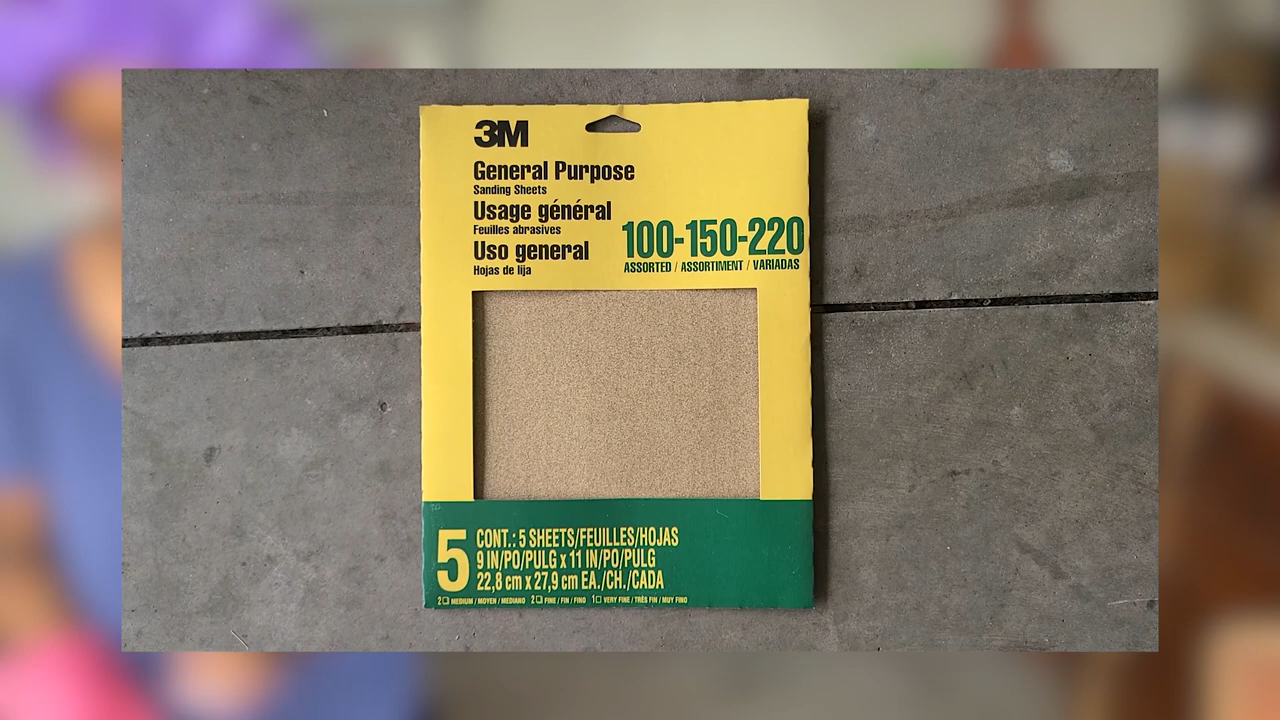 3M
General Purpose
Sanding Sheets
Usage général
Feuilles abrasives
Uso general
Hojas de lija
100-150-220
ASSORTED / ASSORTIMENT / VARIADAS
5
CONT.: 5 SHEETS/FEUILLES/HOJAS
9 IN/PO/PULG x 11 IN/PO/PULG
22,8 cm x 27,9 cm EA./CH./CADA
2 MEDIUM / MOYEN / MEDIANO 2 FINE / FIN / FINO 1 VERY FINE / TRÈS FIN / MUY FINO